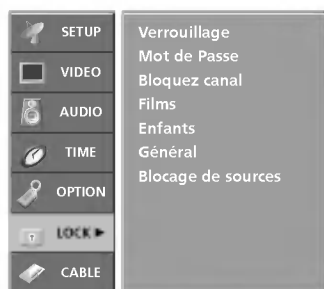 SETUP
VIDEO
AUDIO
TIME
OPTION
LOCK ►
CABLE
Verrouillage
Mot de Passe
Bloquez canal
Films
Enfants
Général
Blocage de sources